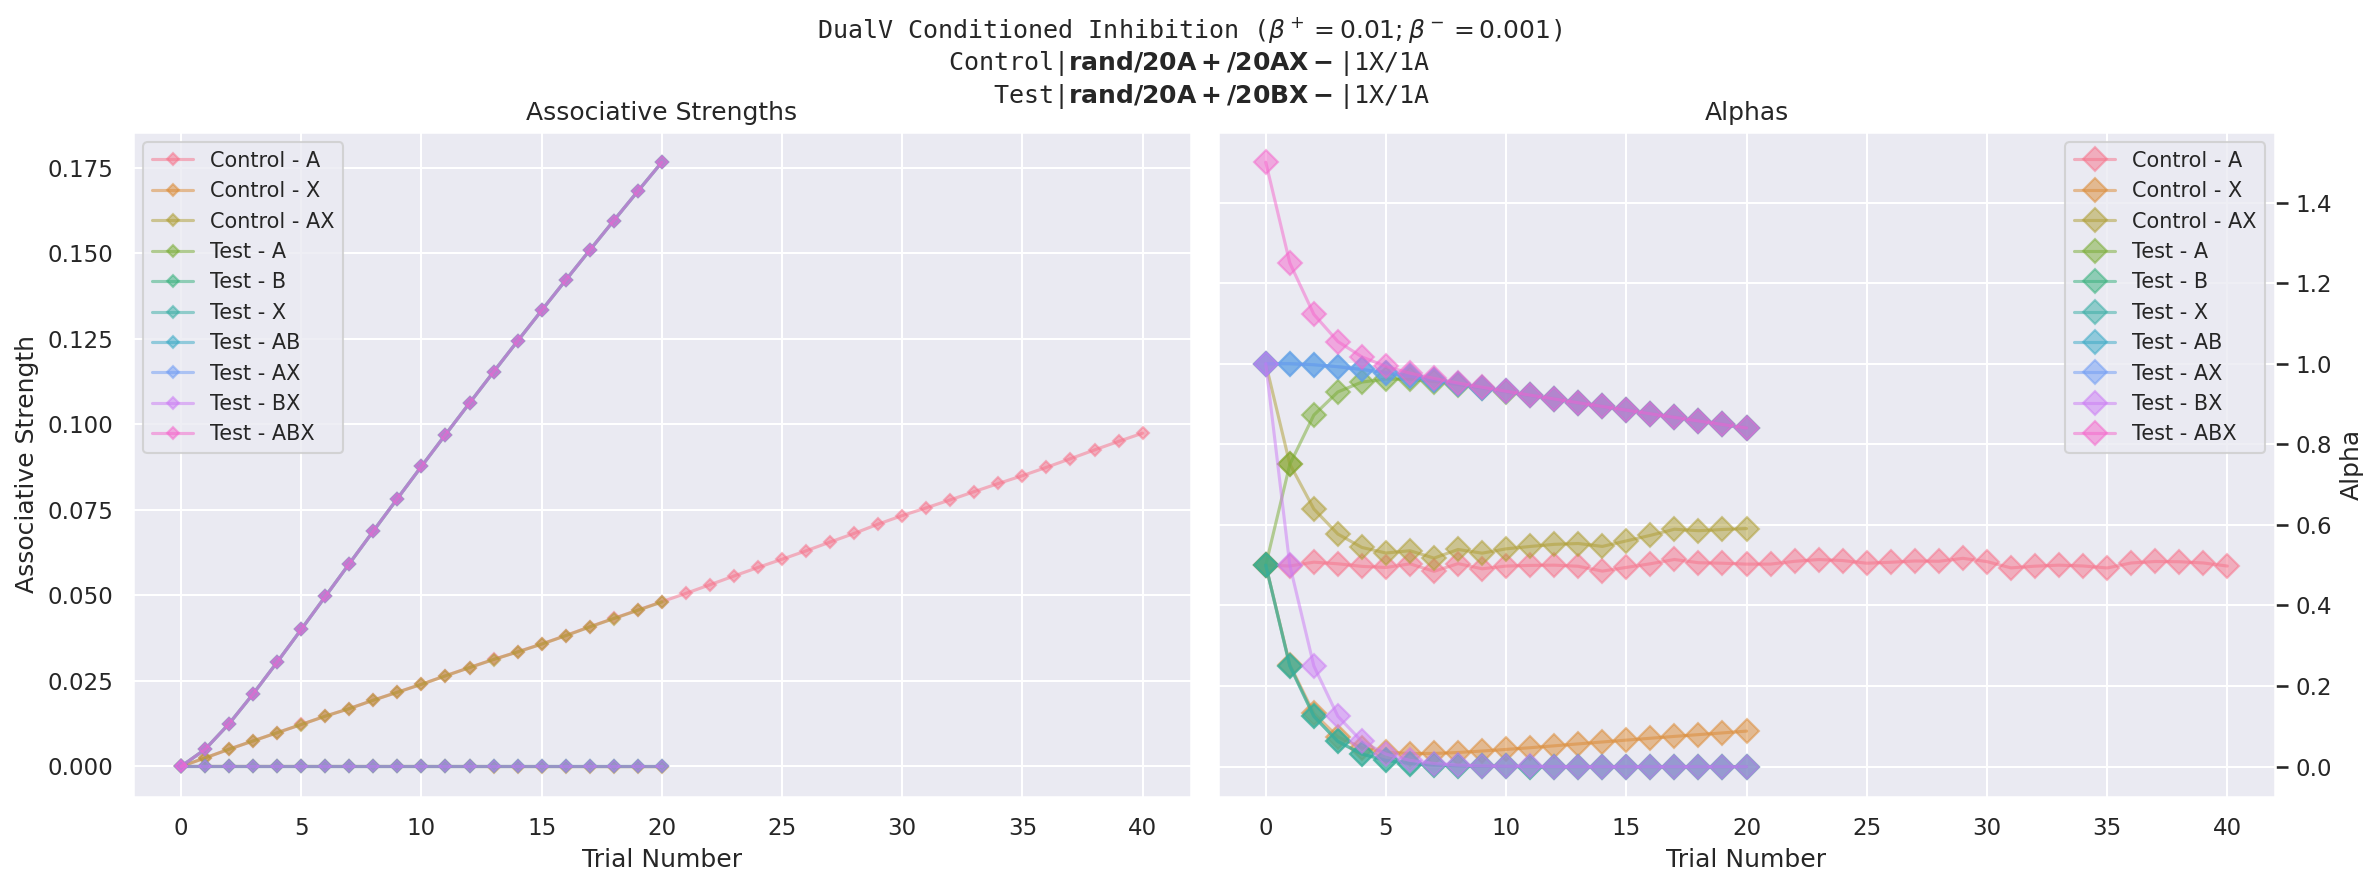 DualV Conditioned Inhibition (β⁺ = 0.01; β⁻ = 0.001)
Control|rand/20A + /20AX − |1X/1A
Test|rand/20A + /20BX − |1X/1A
Associative Strengths
Associative Strength
0.175
0.150
0.125
0.100
0.075
0.050
0.025
0.000
Control - A
Control - X
Control - AX
Test - A
Test - B
Test - X
Test - AB
Test - AX
Test - BX
Test - ABX
0 5 10 15 20 25 30 35 40
Trial Number
Alphas
Control - A
Control - X
Control - AX
Test - A
Test - B
Test - X
Test - AB
Test - AX
Test - BX
Test - ABX
1.4
1.2
1.0
0.8
0.6
0.4
0.2
0.0
Alpha
0 5 10 15 20 25 30 35 40
Trial Number